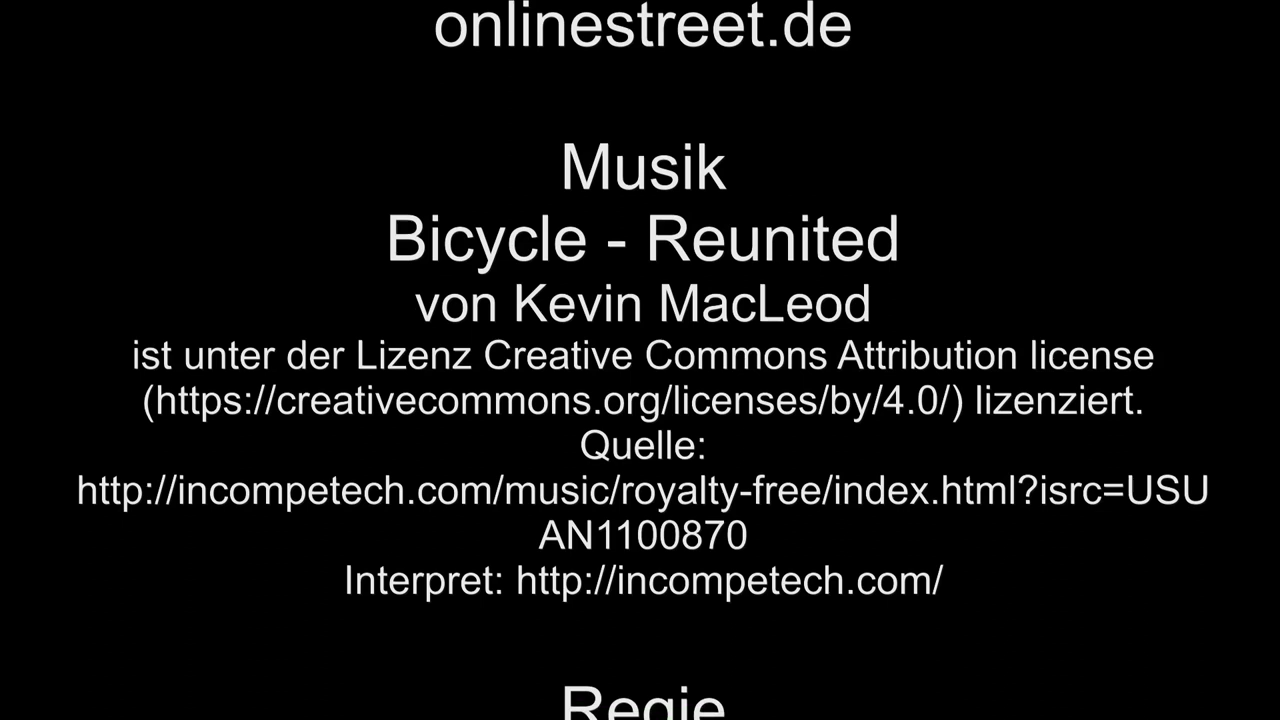 onlinestreet.de
Musik
Bicycle - Reunited
von Kevin MacLeod
ist unter der Lizenz Creative Commons Attribution license
(https://creativecommons.org/licenses/by/4.0/) lizenziert.
Quelle:
http://incompetech.com/music/royalty-free/index.html?isrc=USU
AN1100870
Interpret: http://incompetech.com/
Regie